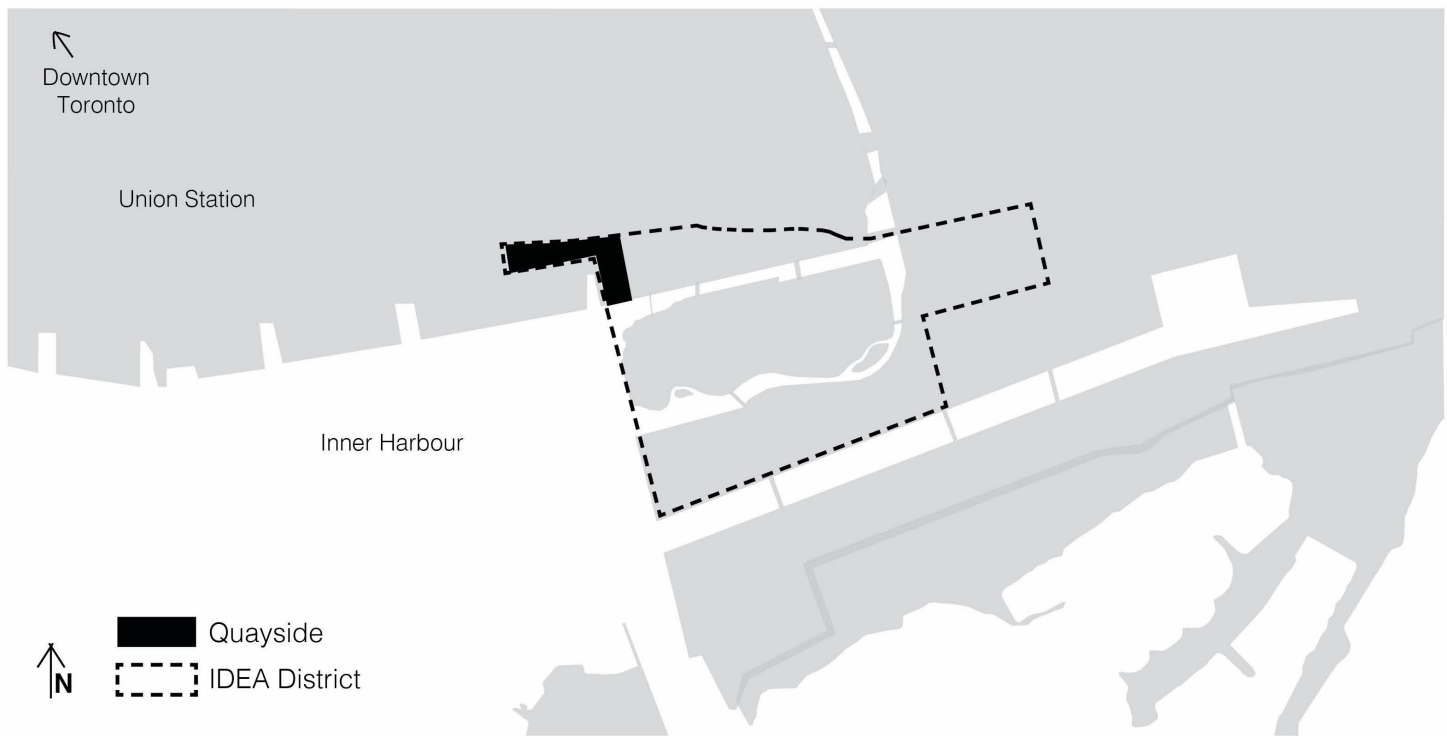 Downtown
Toronto
Union Station
Inner Harbour
Quayside
IDEA District
N